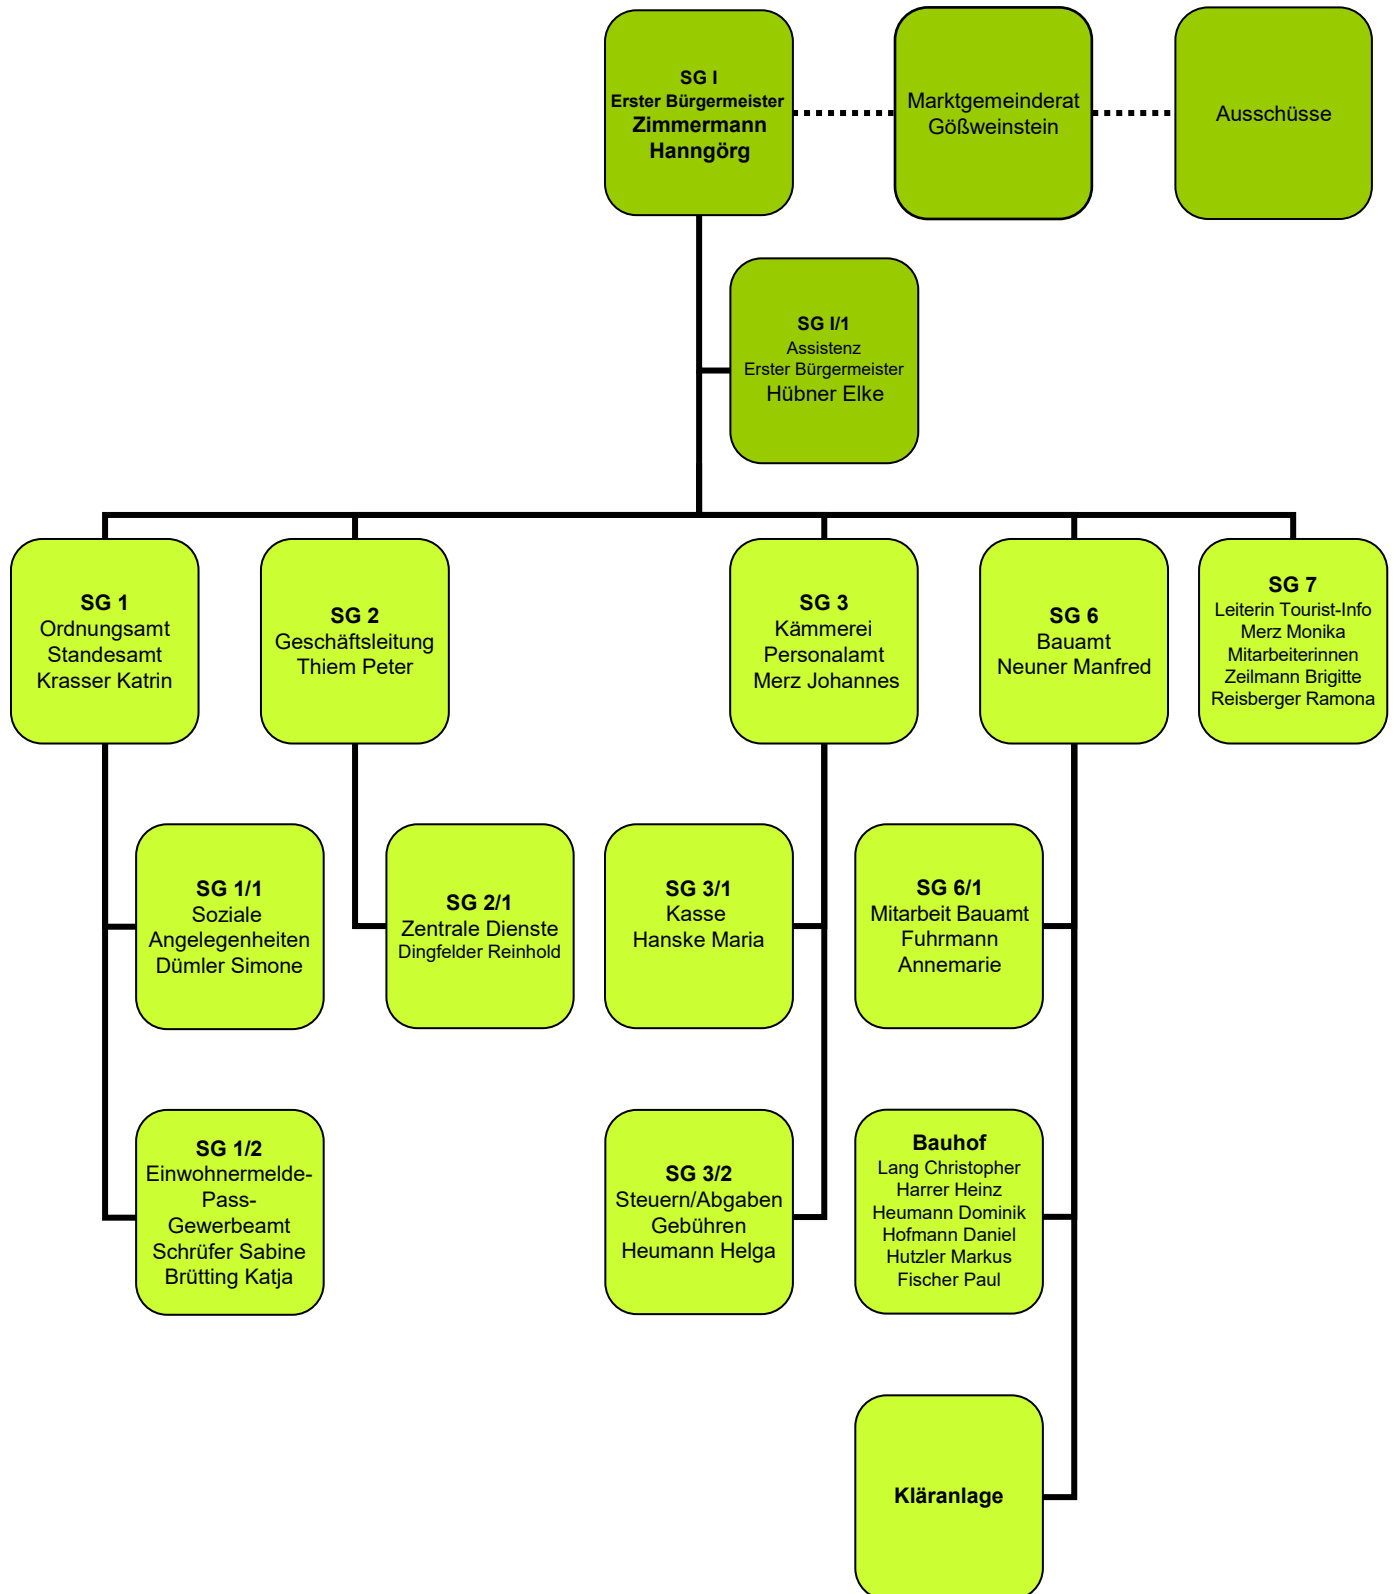 SG I
Erster Bürgermeister
Zimmermann
Hanngörg
Marktgemeinderat
Gößweinstein
Ausschüsse
SG I/1
Assistenz
Erster Bürgermeister
Hübner Elke
SG 1
Ordnungsamt
Standesamt
Krasser Katrin
SG 2
Geschäftsleitung
Thiem Peter
SG 3
Kämmerei
Personalamt
Merz Johannes
SG 6
Bauamt
Neuner Manfred
SG 7
Leiterin Tourist-Info
Merz Monika
Mitarbeiterinnen
Zeilmann Brigitte
Reisberger Ramona
SG 1/1
Soziale
Angelegenheiten
Dümler Simone
SG 2/1
Zentrale Dienste
Dingfelder Reinhold
SG 3/1
Kasse
Hanske Maria
SG 6/1
Mitarbeit Bauamt
Fuhrmann
Annemarie
SG 1/2
Einwohnermelde-
Pass-
Gewerbeamt
Schrüfer Sabine
Brütting Katja
SG 3/2
Steuern/Abgaben
Gebühren
Heumann Helga
Bauhof
Lang Christopher
Harrer Heinz
Heumann Dominik
Hofmann Daniel
Hutzler Markus
Fischer Paul
Kläranlage